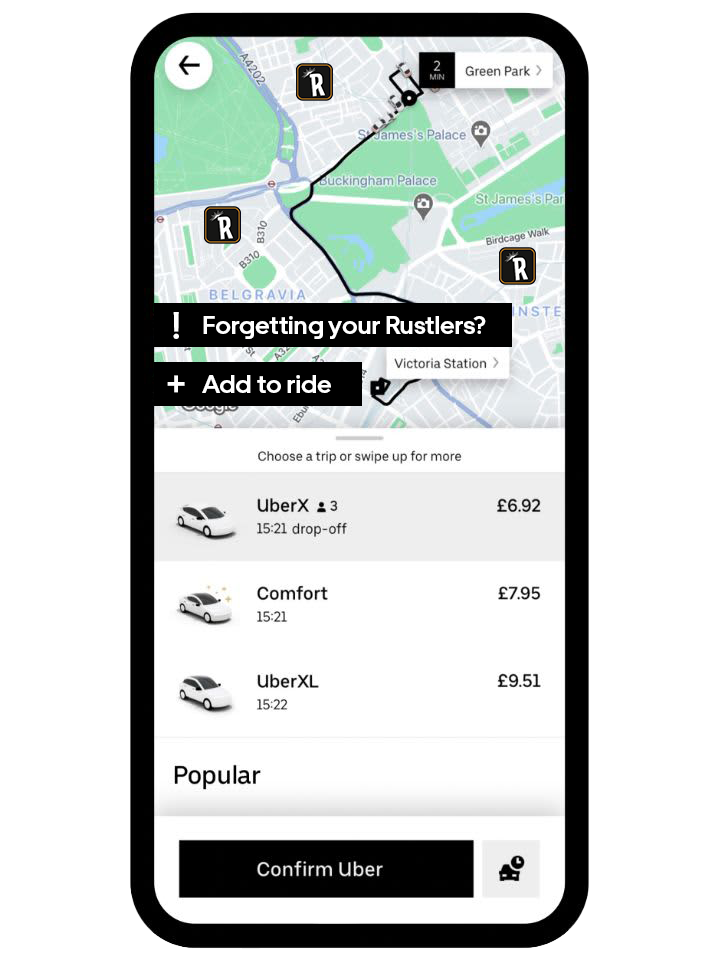 A4202
R
2
MIN
Green Park >
St James's Palace
Buckingham Palace
St James's Par
R
B310
B310
Birdcage Walk
R
BELGRAVIA
INSTE
! Forgetting your Rustlers?
Victoria Station >
+ Add to ride
Google
Choose a trip or swipe up for more
UberX 3
£6.92
15:21 drop-off
Comfort
£7.95
15:21
UberXL
£9.51
15:22
Popular
Confirm Uber